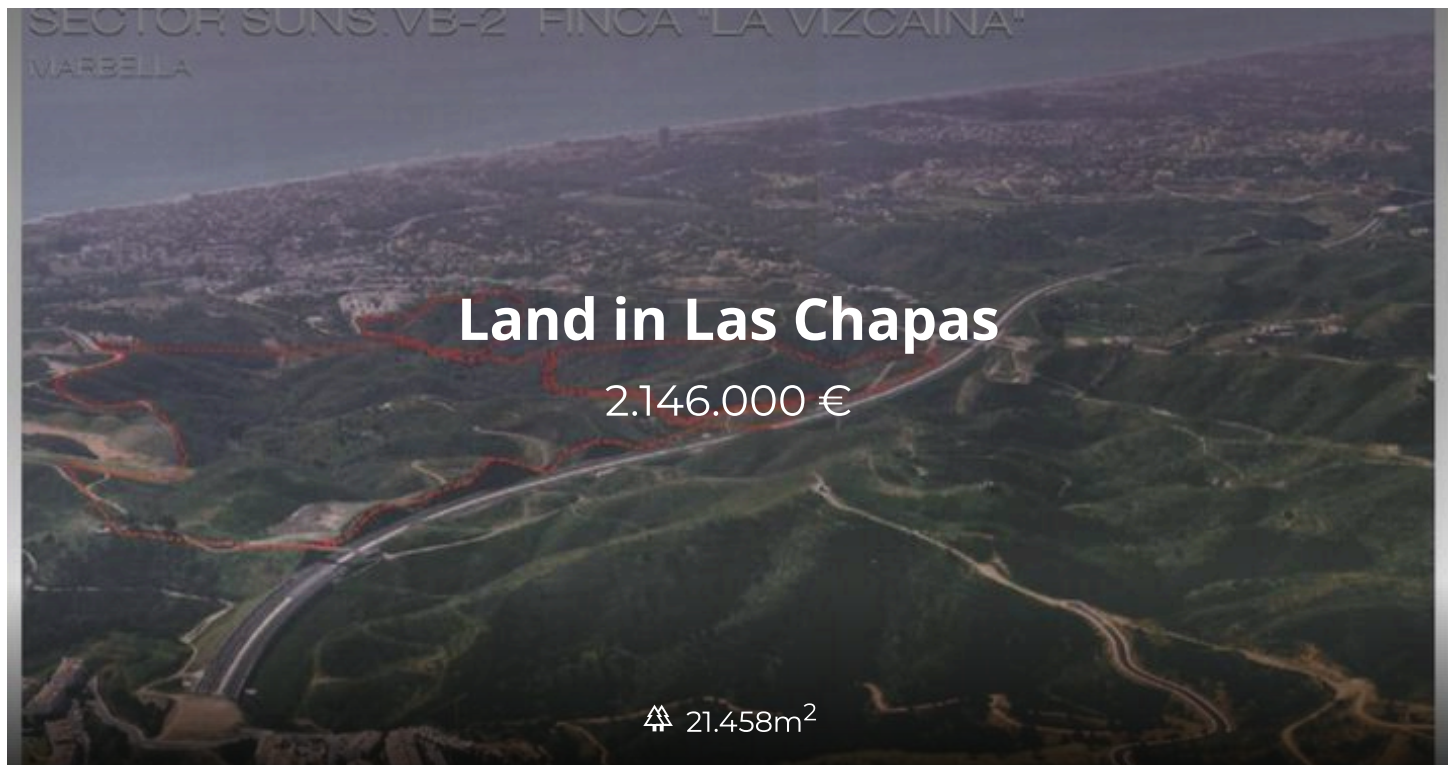 SECTOR SUNS.VB-2 FINCA "LA VIZCAINA"
MARBELLA
Land in Las Chapas
2.146.000 €
21.458m²